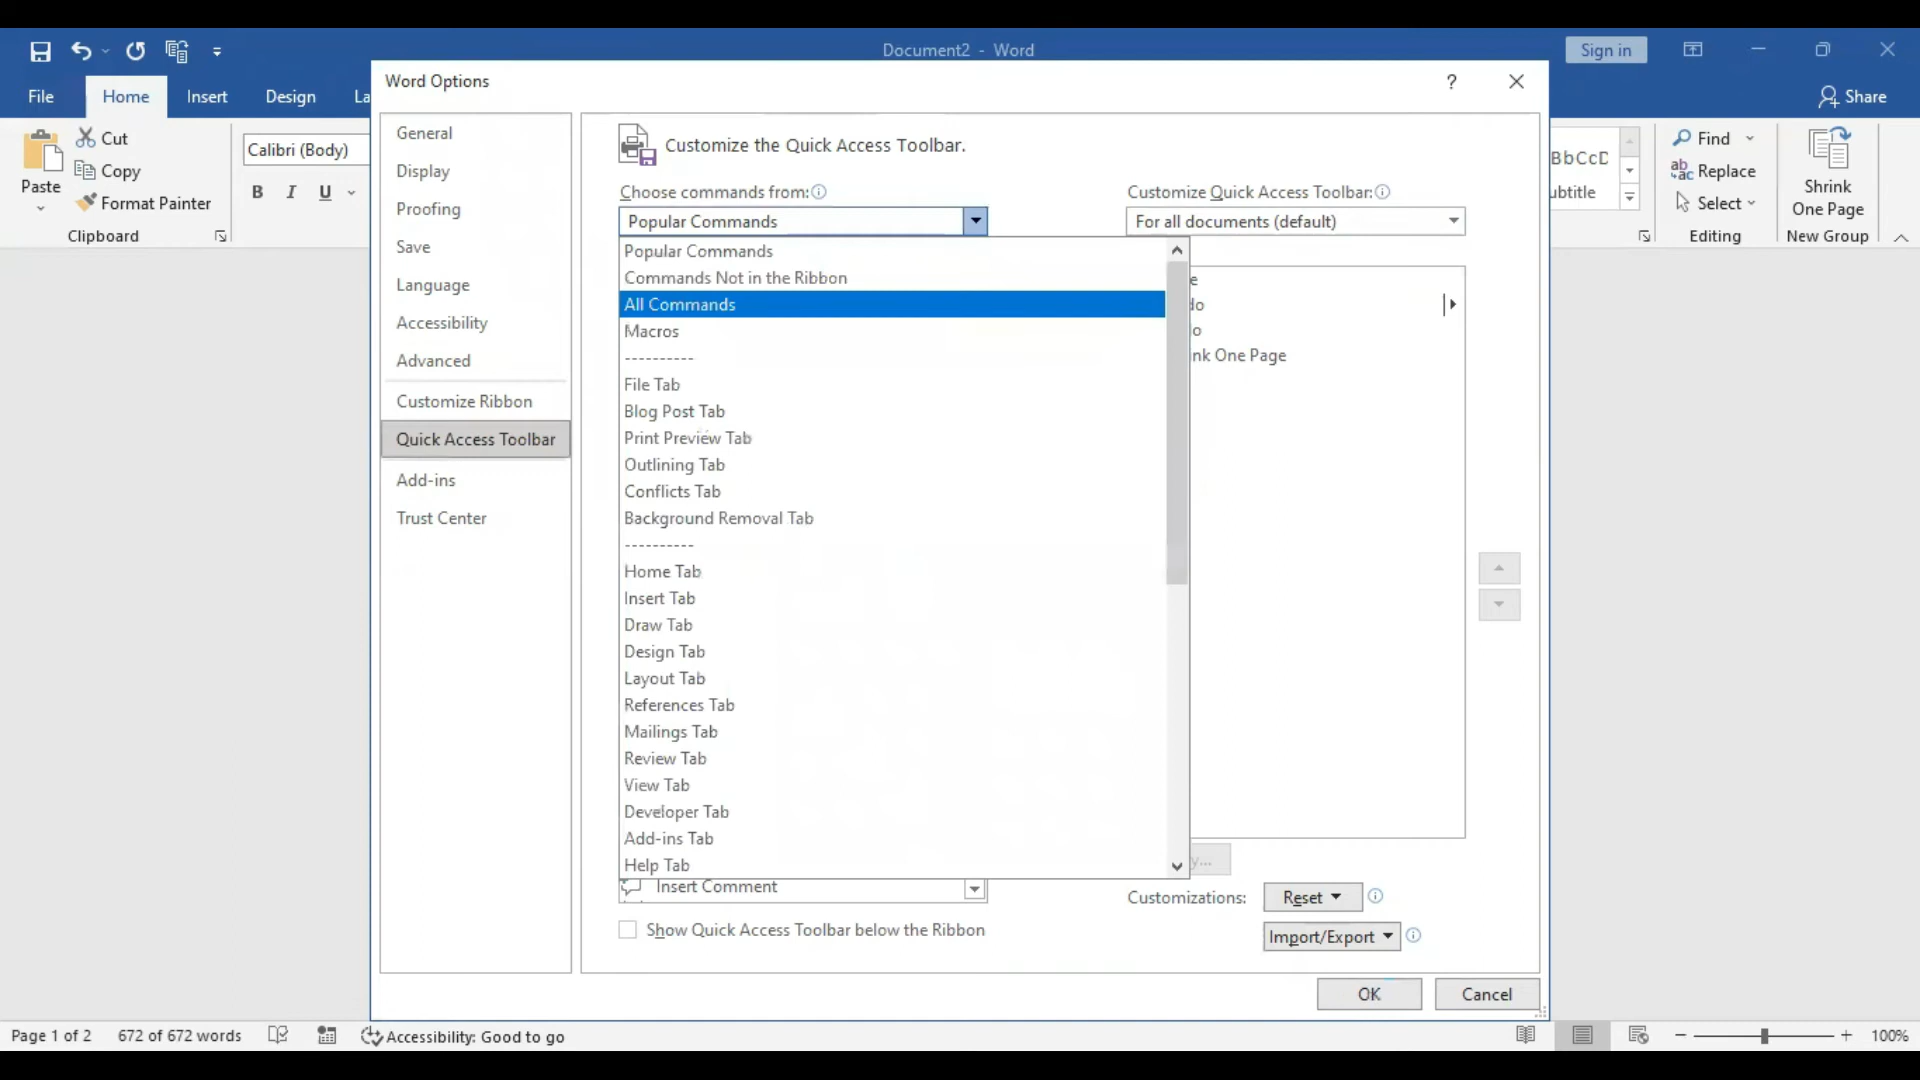 Document2 - Word
Sign in
File
Home
Insert
Design
La
Share
Word Options
?
Paste
Cut
Copy
Format Painter
Clipboard
Calibri (Body)
B I U
General
Display
Proofing
Save
Language
Accessibility
Advanced
Customize Ribbon
Quick Access Toolbar
Add-ins
Trust Center
Customize the Quick Access Toolbar.
Choose commands from:
Popular Commands
Popular Commands
Commands Not in the Ribbon
All Commands
Macros
----------
File Tab
Blog Post Tab
Print Preview Tab
Outlining Tab
Conflicts Tab
Background Removal Tab
----------
Home Tab
Insert Tab
Draw Tab
Design Tab
Layout Tab
References Tab
Mailings Tab
Review Tab
View Tab
Developer Tab
Add-ins Tab
Help Tab
Insert Comment
Show Quick Access Toolbar below the Ribbon
Customize Quick Access Toolbar:
For all documents (default)
e
do
o
ink One Page
y...
Customizations:
Reset
Import/Export
OK
Cancel
BbCcD
ubtitle
Find
Replace
Select
Editing
Shrink
One Page
New Group
Page 1 of 2
672 of 672 words
Accessibility: Good to go
100%